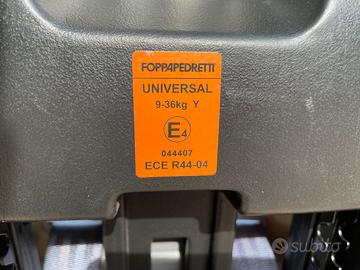 FOPPAPEDRETTI
UNIVERSAL
9-36kg Y
E4
044407
ECE R44-04
subito